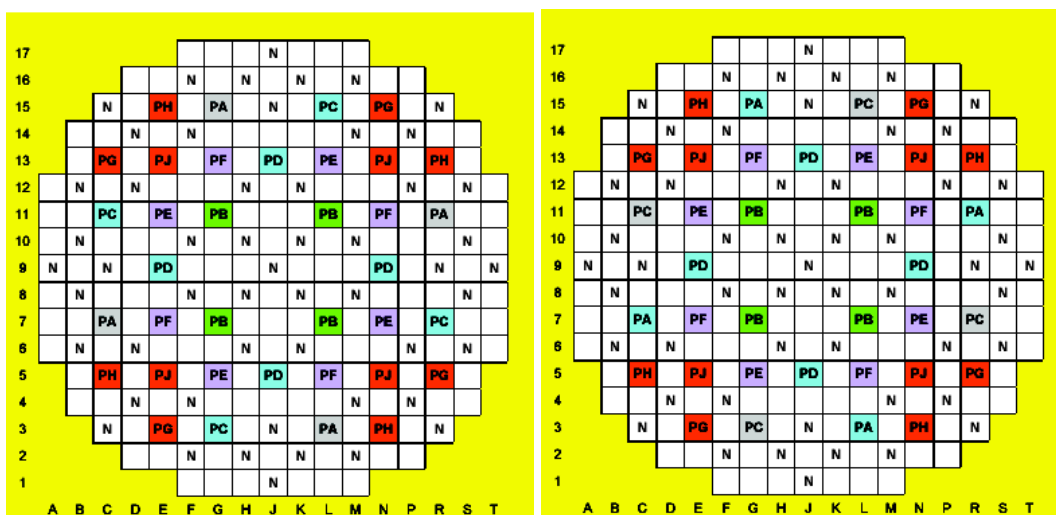 17 N
16 N N N N
15 N PH PA N PC PG N
14 N N N N
13 PG PJ PF PD PE PJ PH
12 N N N N N N
11 PC PE PB PB PF PA
10 N N N N N N
9 N N PD N PD N N
8 N N N N N N
7 PA PF PB PB PE PC
6 N N N N N N
5 PH PJ PE PD PF PJ PG
4 N N N N
3 N PG PC N PA PH N
2 N N N N
1 N
A B C D E F G H J K L M N P R S T
17 N
16 N N N N
15 N PH PA N PC PG N
14 N N N N
13 PG PJ PF PD PE PJ PH
12 N N N N N N
11 PC PE PB PB PF PA
10 N N N N N N
9 N N PD N PD N N
8 N N N N N N
7 PA PF PB PB PE PC
6 N N N N N N
5 PH PJ PE PD PF PJ PG
4 N N N N
3 N PG PC N PA PH N
2 N N N N
1 N
A B C D E F G H J K L M N P R S T